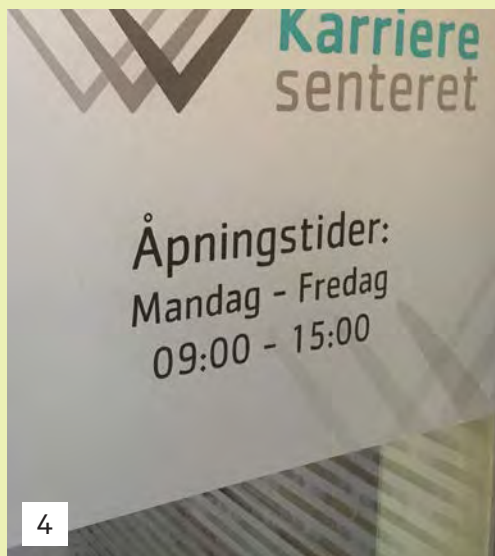 Karriere
senteret
Åpningstider:
Mandag - Fredag
09:00 - 15:00
4